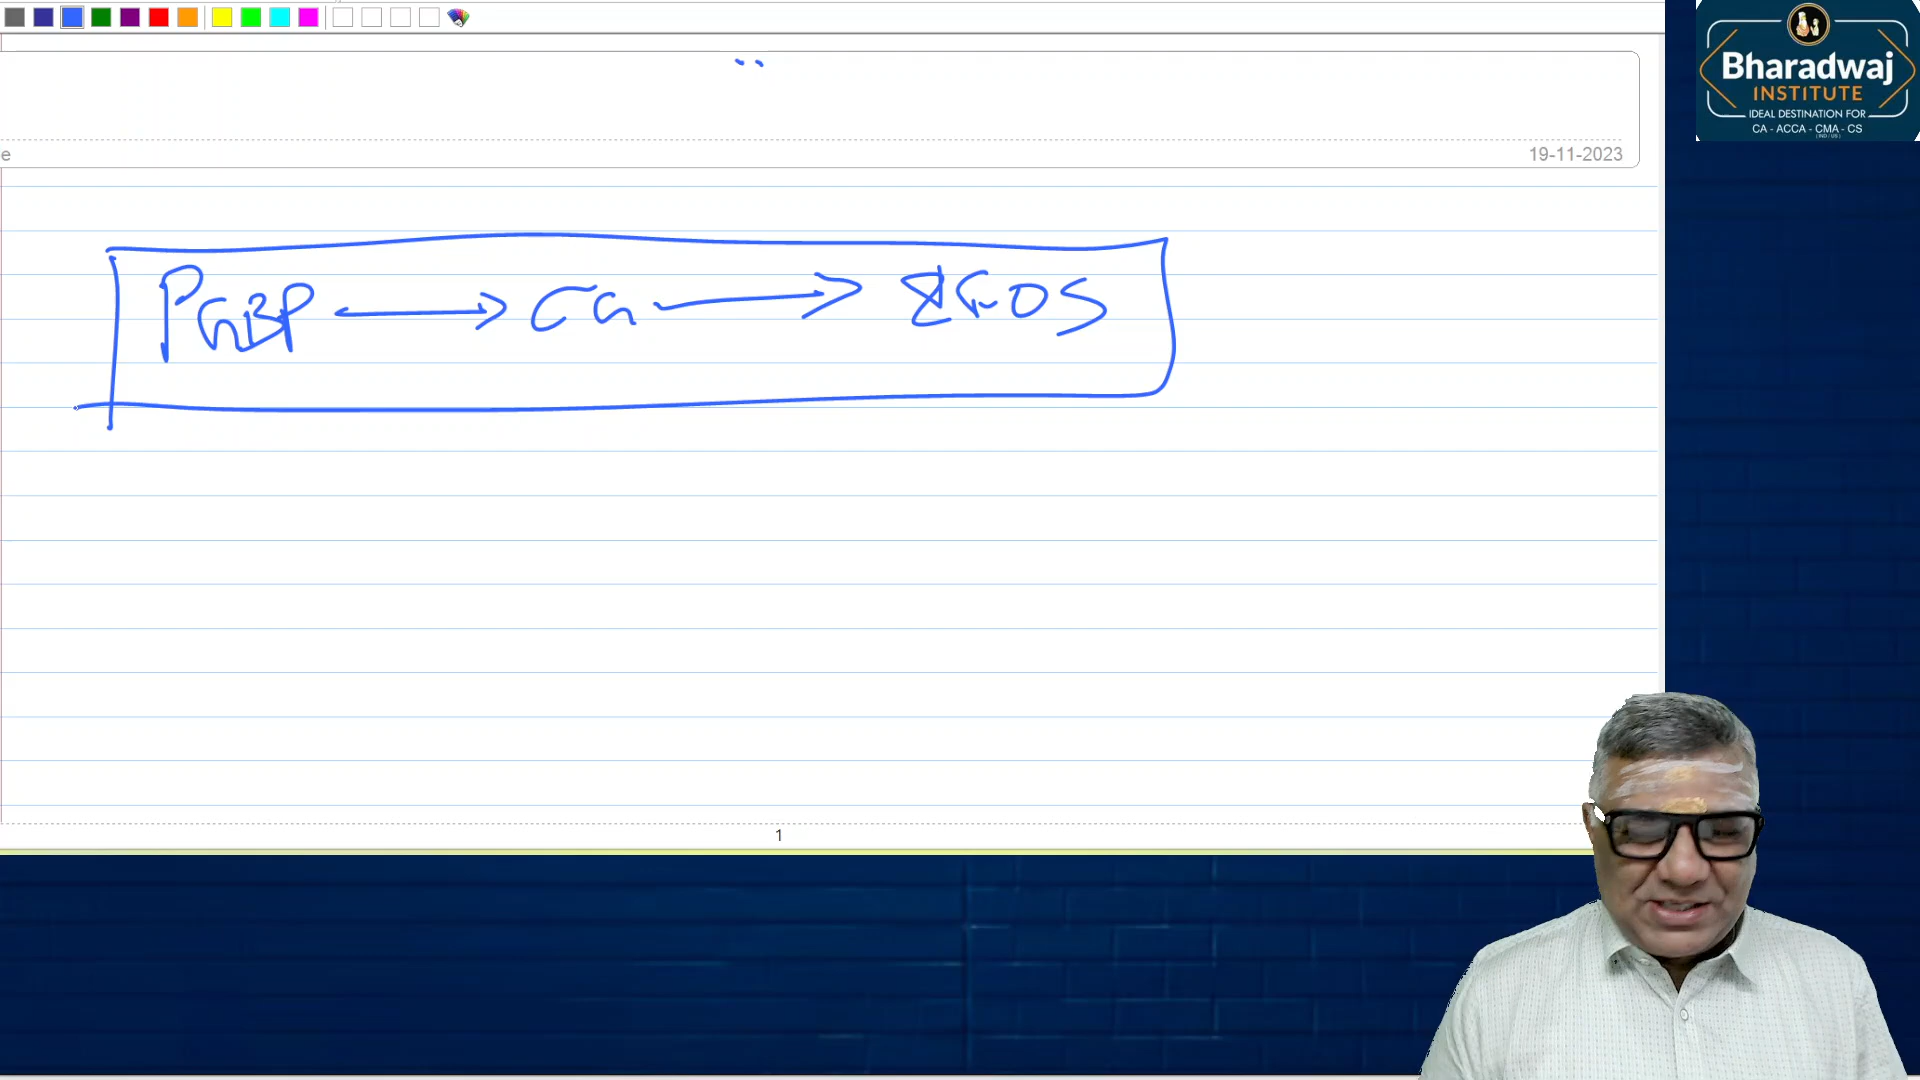 Bharadwaj
INSTITUTE
IDEAL DESTINATION FOR
CA - ACCA - CMA - CS
e
19-11-2023
PGBP → CG → IFOS
1